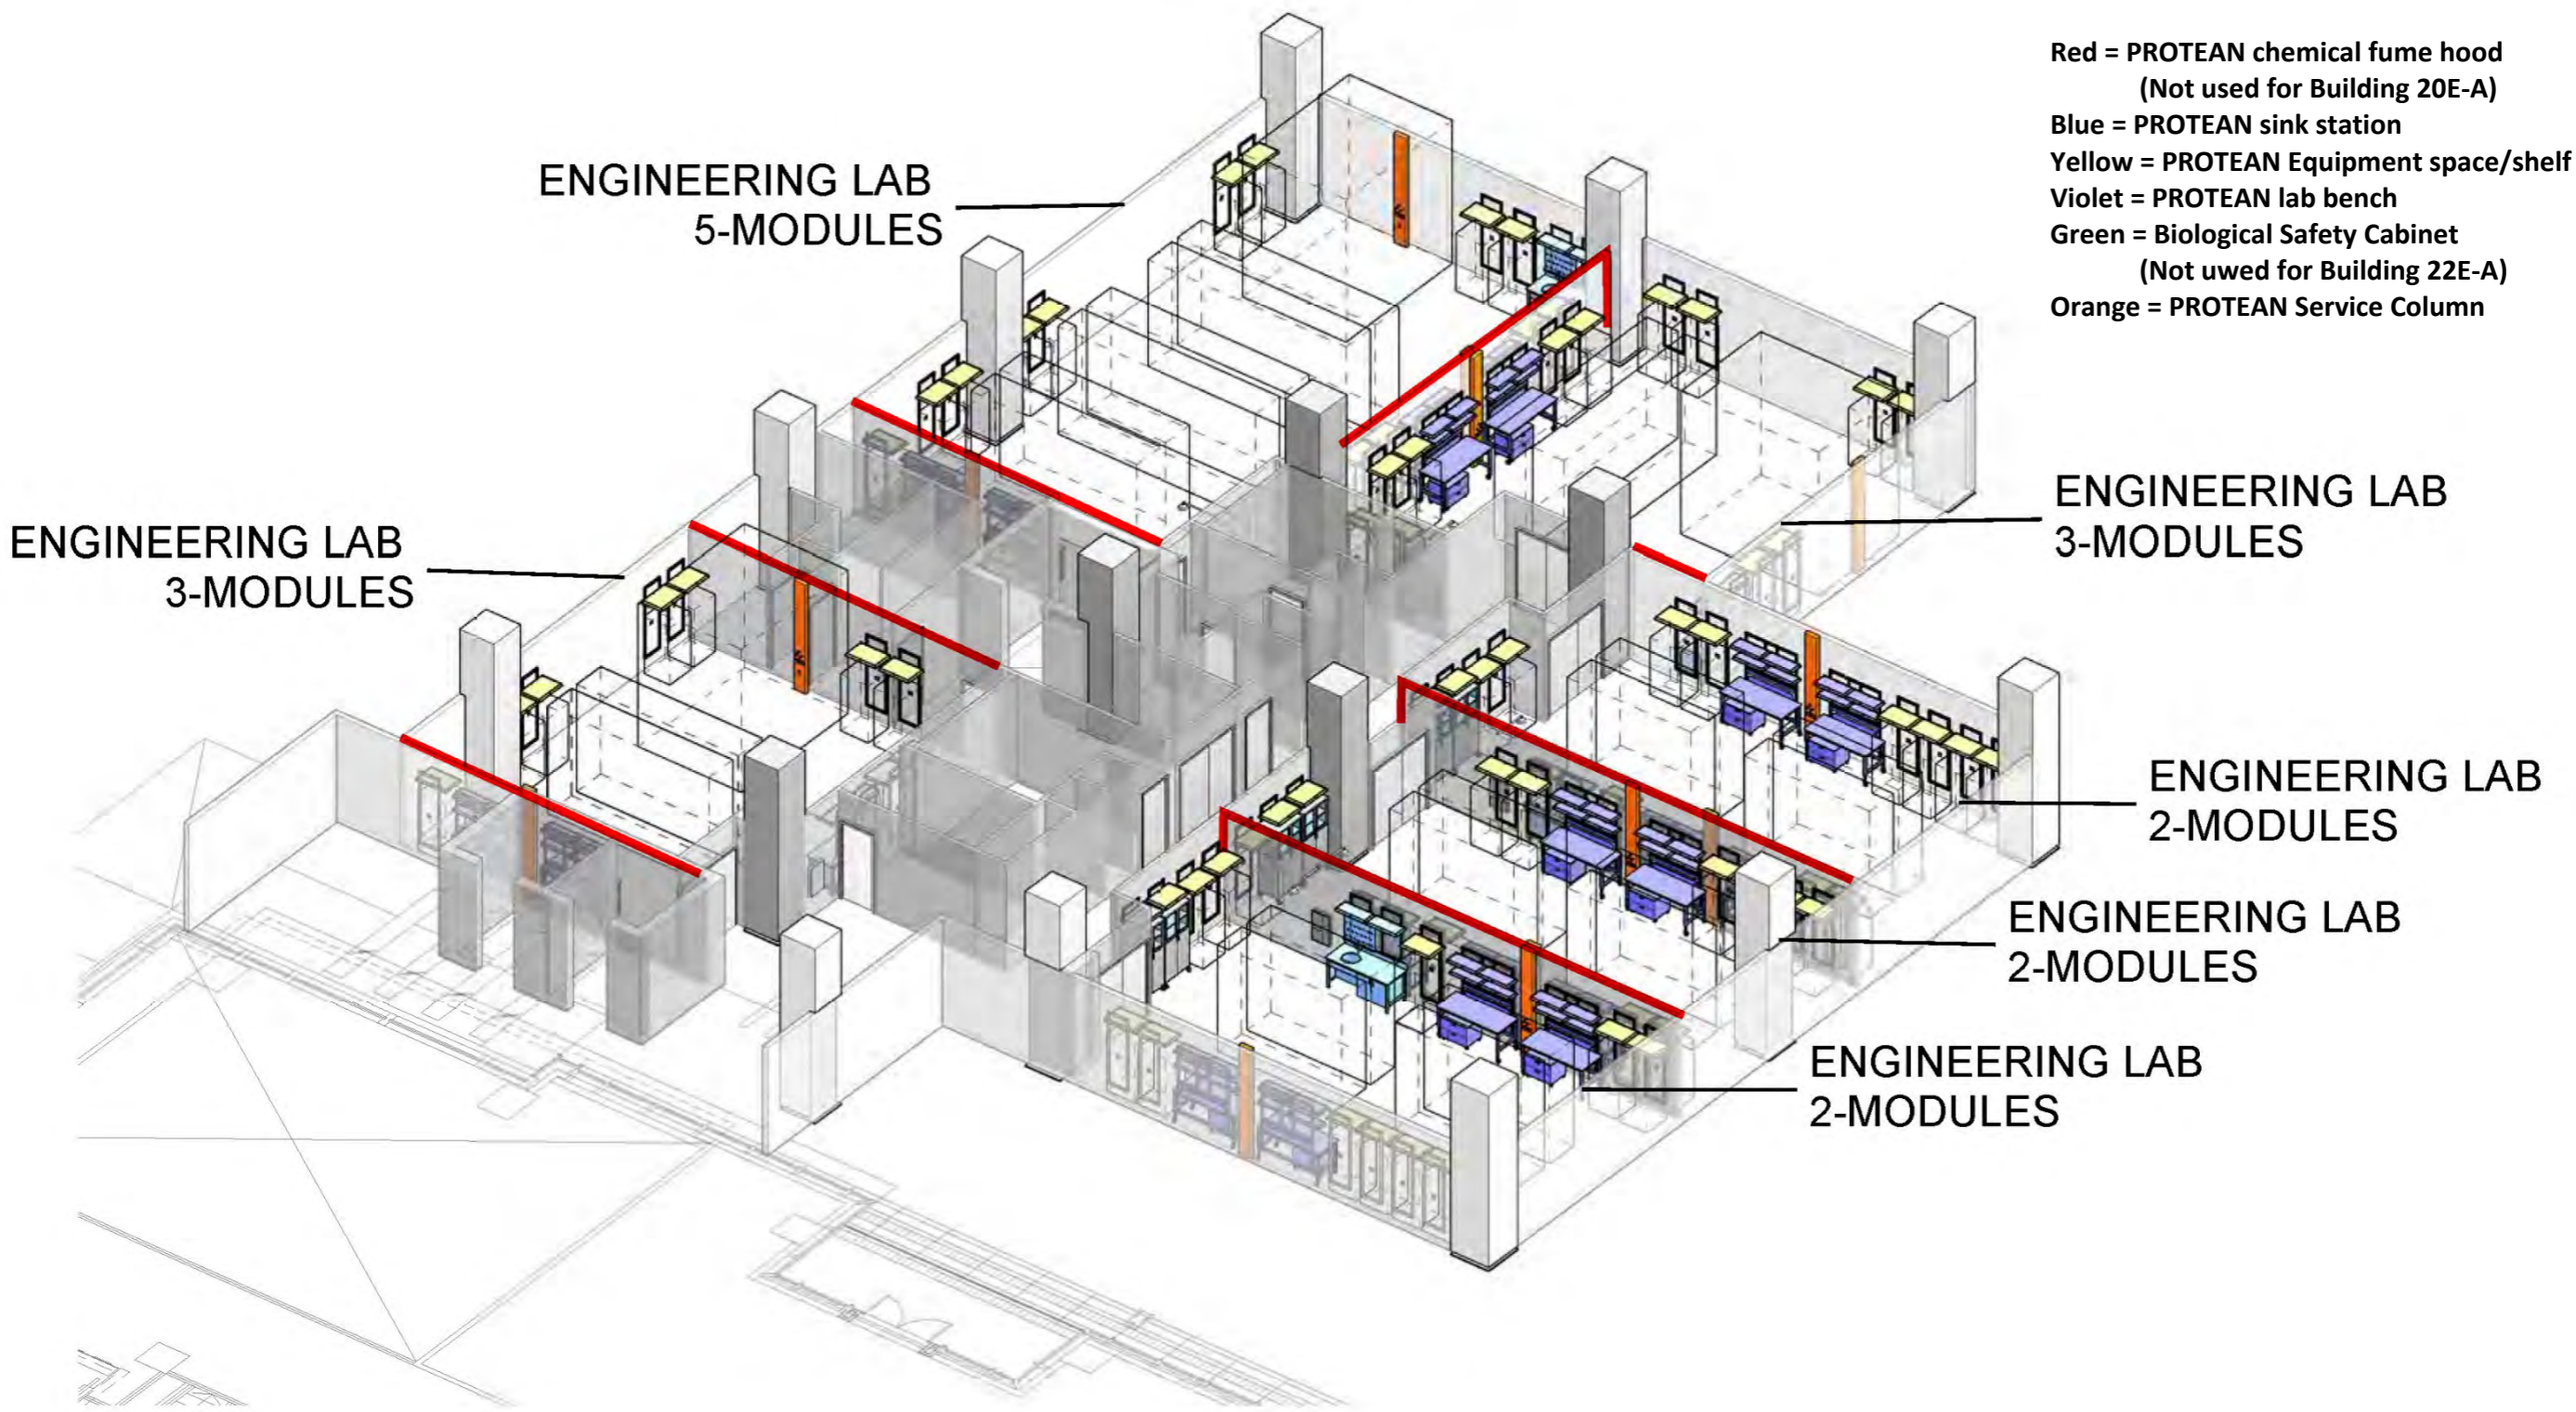 Red = PROTEAN chemical fume hood
(Not used for Building 20E-A)
Blue = PROTEAN sink station
Yellow = PROTEAN Equipment space/shelf
Violet = PROTEAN lab bench
Green = Biological Safety Cabinet
(Not uwed for Building 22E-A)
Orange = PROTEAN Service Column
ENGINEERING LAB
5-MODULES
ENGINEERING LAB
3-MODULES
ENGINEERING LAB
3-MODULES
ENGINEERING LAB
2-MODULES
ENGINEERING LAB
2-MODULES
ENGINEERING LAB
2-MODULES